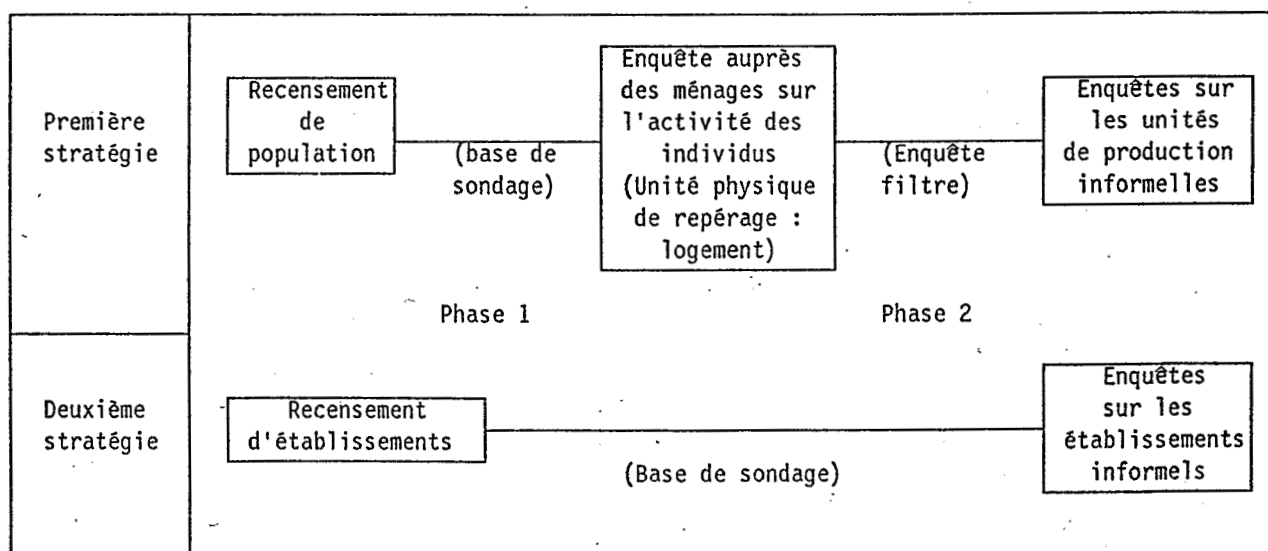 Première
stratégie
Recensement
de
population
(base de
sondage)
Enquête auprès
des ménages sur
l'activité des
individus
(Unité physique
de repérage :
logement)
(Enquête
filtre)
Enquêtes sur
les unités
de production
informelles
Phase 1
Phase 2
Deuxième
stratégie
Recensement
d'établissements
(Base de sondage)
Enquêtes
sur les
établissements
informels